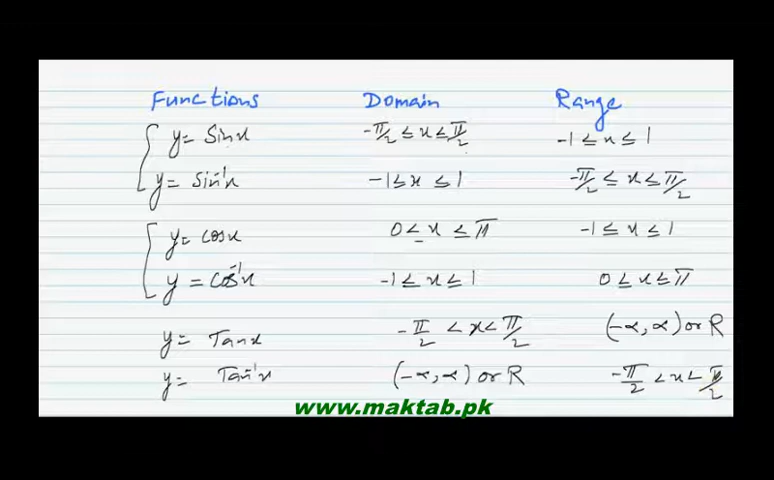 Functions Domain Range
y = Sinx -π/2 ≤ x ≤ π/2 -1 ≤ x ≤ 1
y = Sin⁻¹x -1 ≤ x ≤ 1 -π/2 ≤ x ≤ π/2
y = Cosx 0 ≤ x ≤ π -1 ≤ x ≤ 1
y = Cos⁻¹x -1 ≤ x ≤ 1 0 ≤ x ≤ π
y = Tanx -π/2 < x < π/2 (-∝, ∝) or R
y = Tan⁻¹x (-∝, ∝) or R -π/2 < x < π/2
www.maktab.pk